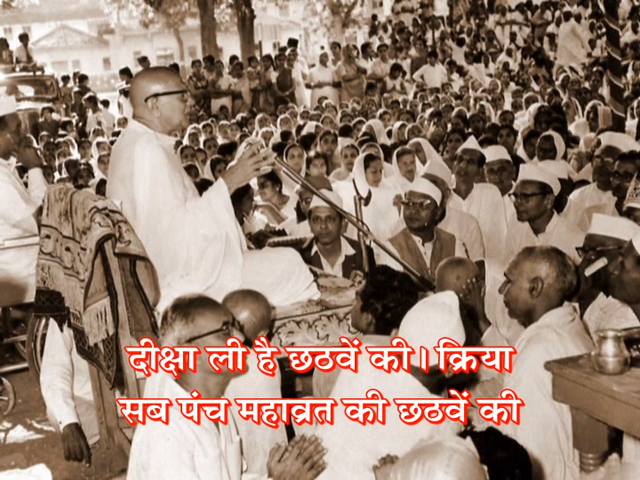 दीक्षा ली है छठवें की। क्रिया
सब पंच महाव्रत की छठवें की